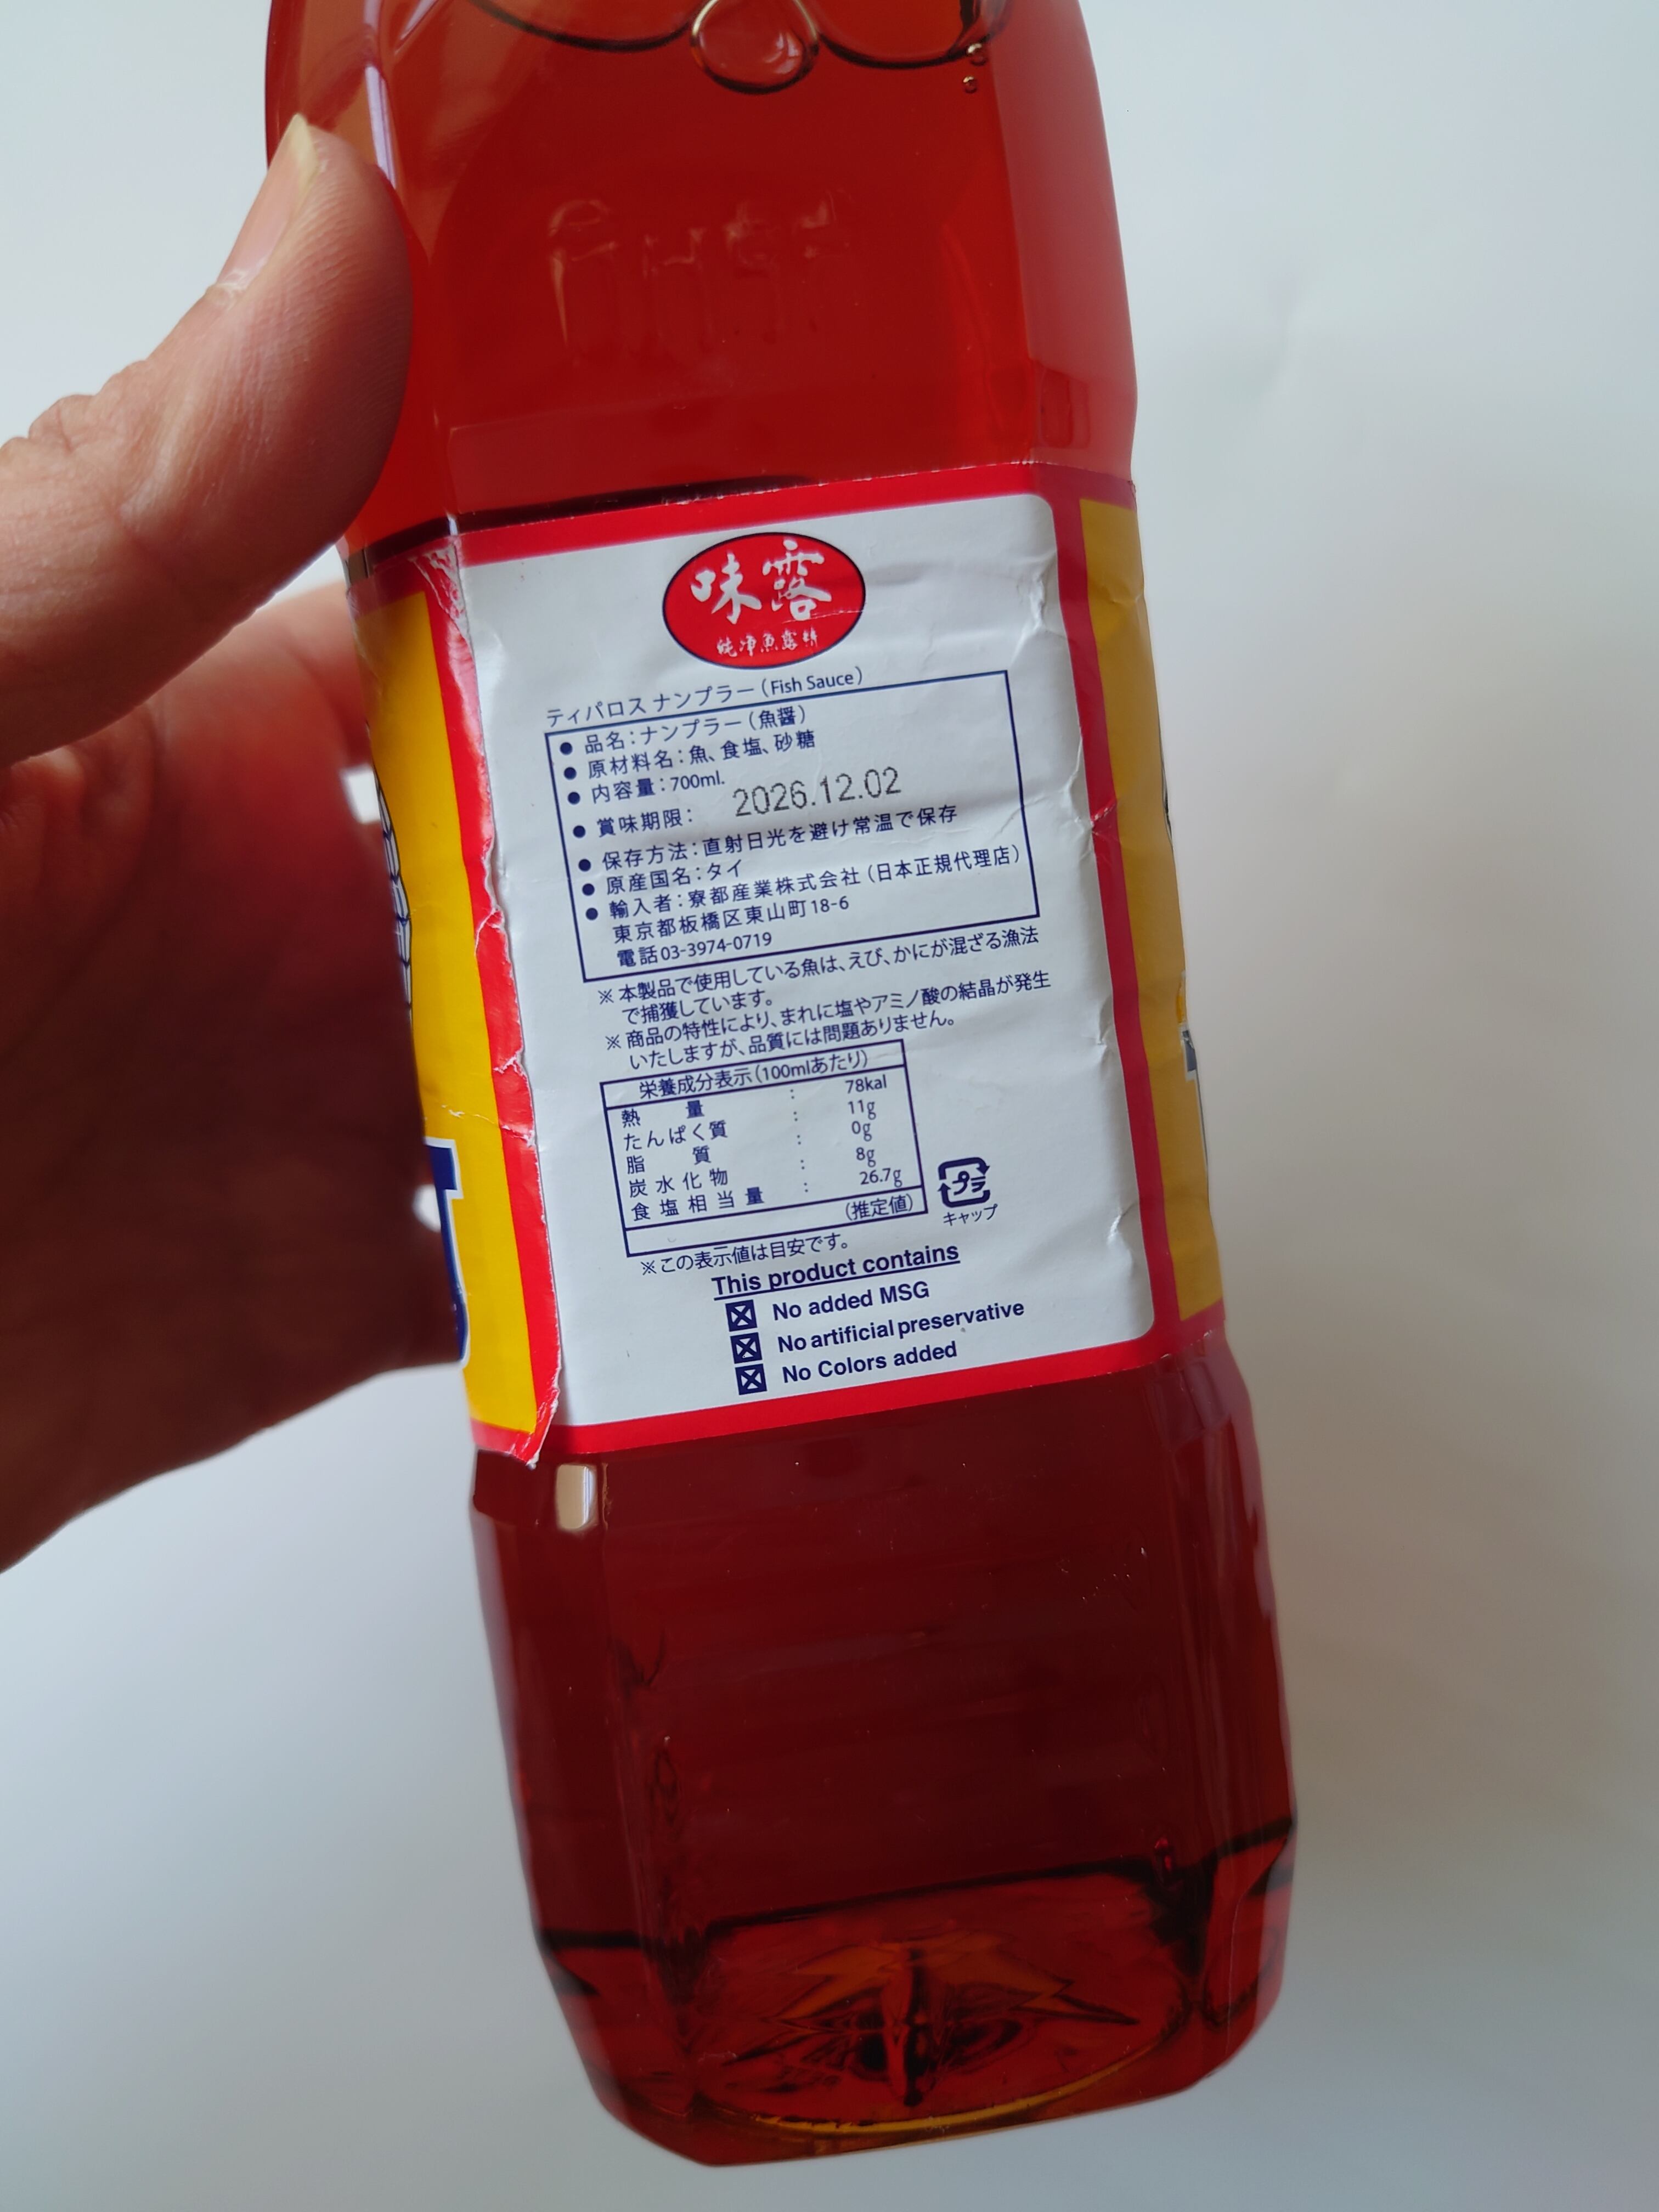 味露
純净魚露精
ティパロス ナンプラー（Fish Sauce）
● 品名：ナンプラー（魚醤）
● 原材料名：魚、食塩、砂糖
● 内容量：700ml.
● 賞味期限： 2026.12.02
● 保存方法：直射日光を避け常温で保存
● 原産国名：タイ
● 輸入者：寮都産業株式会社（日本正規代理店）
東京都板橋区東山町18-6
電話03-3974-0719
※ 本製品で使用している魚は、えび、かにが混ざる漁法
で捕獲しています。
※ 商品の特性により、まれに塩やアミノ酸の結晶が発生
いたしますが、品質には問題ありません。
栄養成分表示（100mlあたり）
熱量 : 78kal
たんぱく質 : 11g
脂質 : 0g
炭水化物 : 8g
食塩相当量 : 26.7g
（推定値）
プラ
キャップ
※この表示値は目安です。
This product contains
☒ No added MSG
☒ No artificial preservative
☒ No Colors added